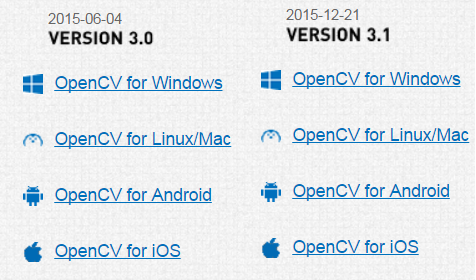 2015-06-04
VERSION 3.0
OpenCV for Windows
OpenCV for Linux/Mac
OpenCV for Android
OpenCV for iOS
2015-12-21
VERSION 3.1
OpenCV for Windows
OpenCV for Linux/Mac
OpenCV for Android
OpenCV for iOS